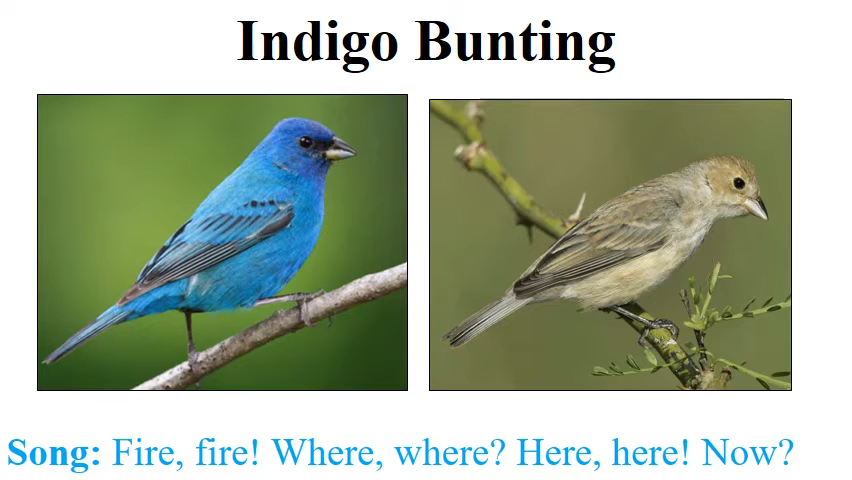 Indigo Bunting
Song: Fire, fire! Where, where? Here, here! Now?